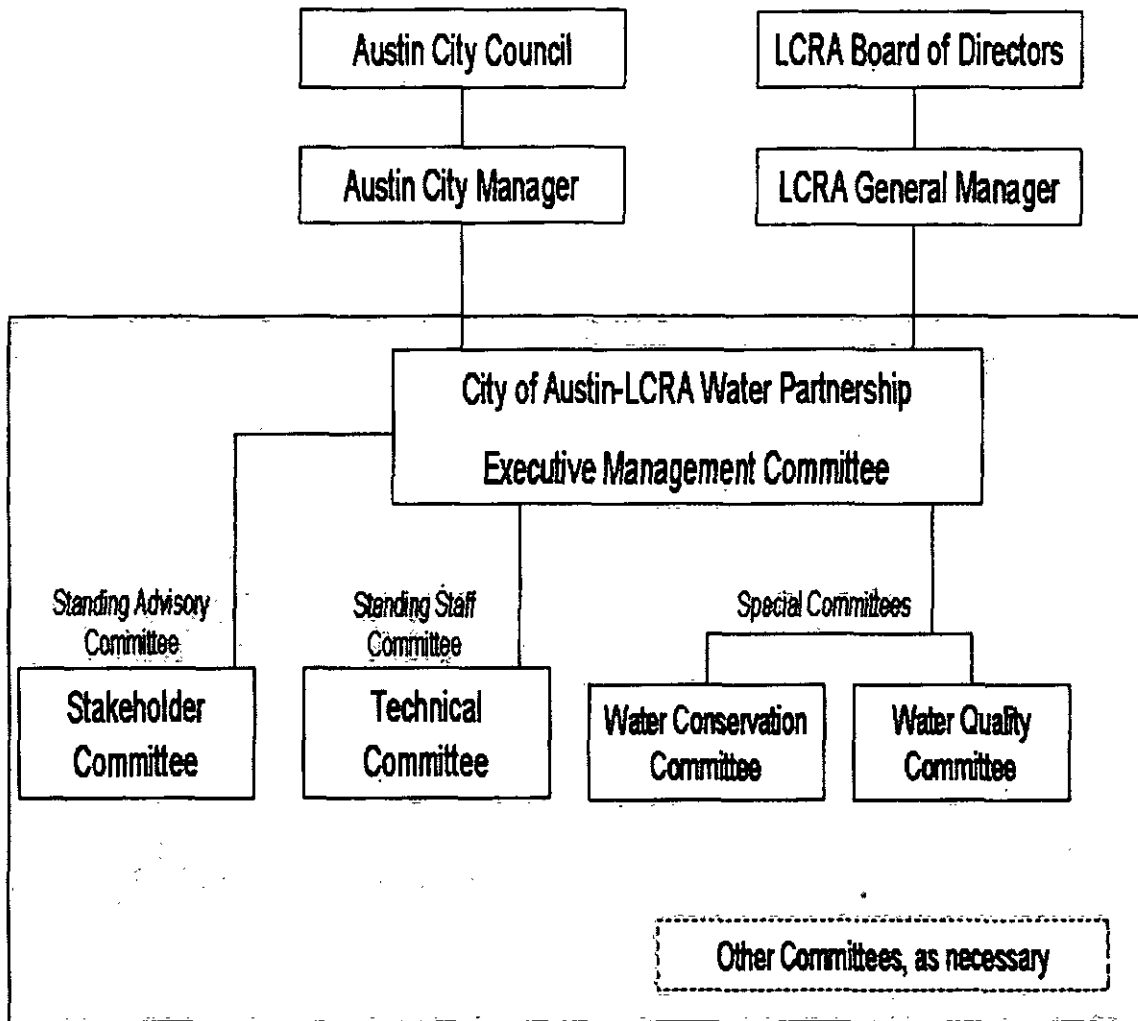 Austin City Council
LCRA Board of Directors
Austin City Manager
LCRA General Manager
City of Austin-LCRA Water Partnership
Executive Management Committee
Standing Advisory
Committee
Standing Staff
Committee
Special Committees
Stakeholder
Committee
Technical
Committee
Water Conservation
Committee
Water Quality
Committee
Other Committees, as necessary